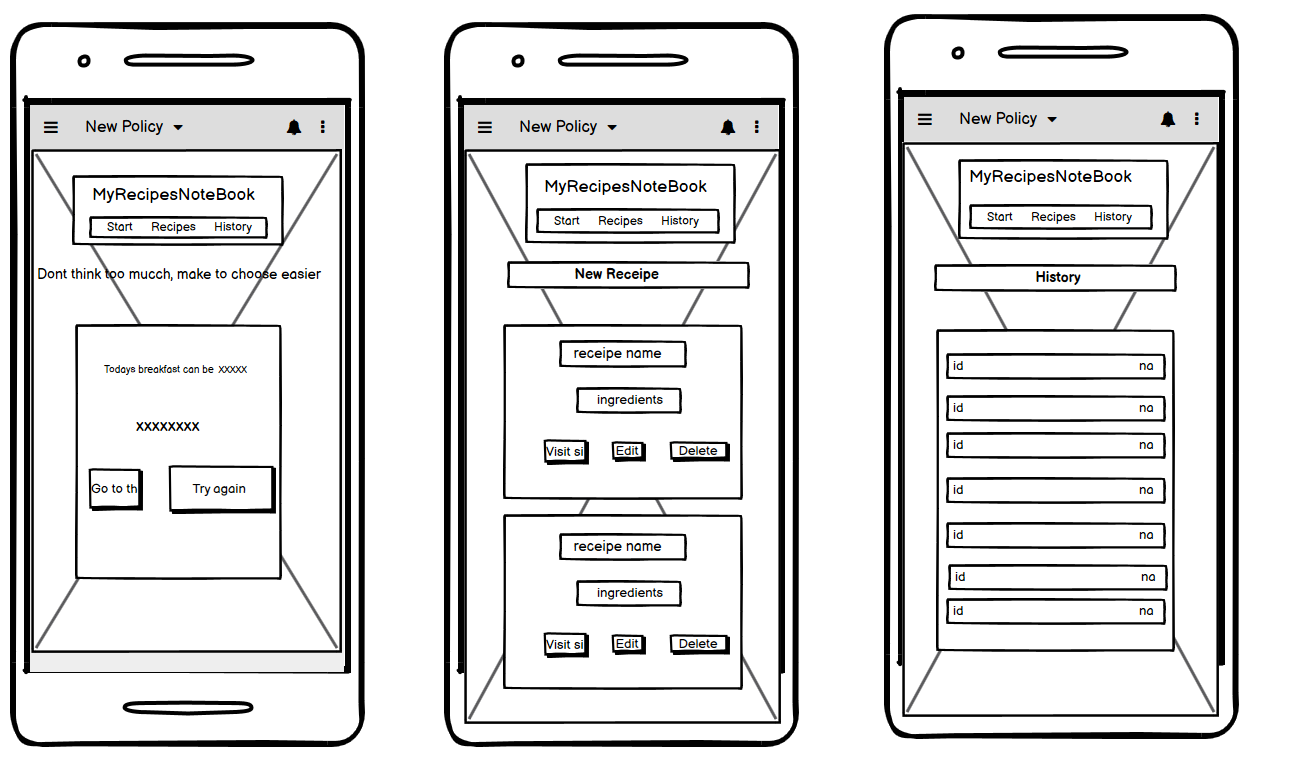 New Policy
MyRecipesNoteBook
Start Recipes History
Dont think too mucch, make to choose easier
Todays breakfast can be xxxxx
xxxxxxxx
Go to th
Try again
New Policy
MyRecipesNoteBook
Start Recipes History
New Receipe
receipe name
ingredients
Visit si
Edit
Delete
receipe name
ingredients
Visit si
Edit
Delete
New Policy
MyRecipesNoteBook
Start Recipes History
History
id na
id na
id na
id na
id na
id na
id na